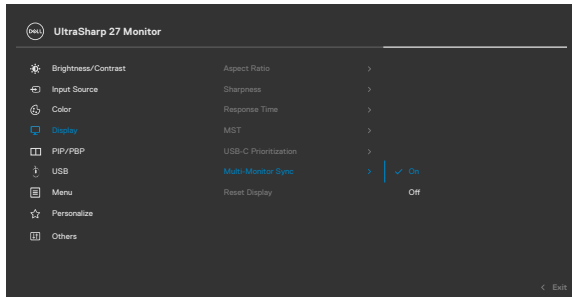 DELL UltraSharp 27 Monitor
Brightness/Contrast Aspect Ratio >
Input Source Sharpness >
Color Response Time >
Display MST >
PIP/PBP USB-C Prioritization >
USB Multi-Monitor Sync > ✓ On
Menu Reset Display Off
Personalize
Others
< Exit